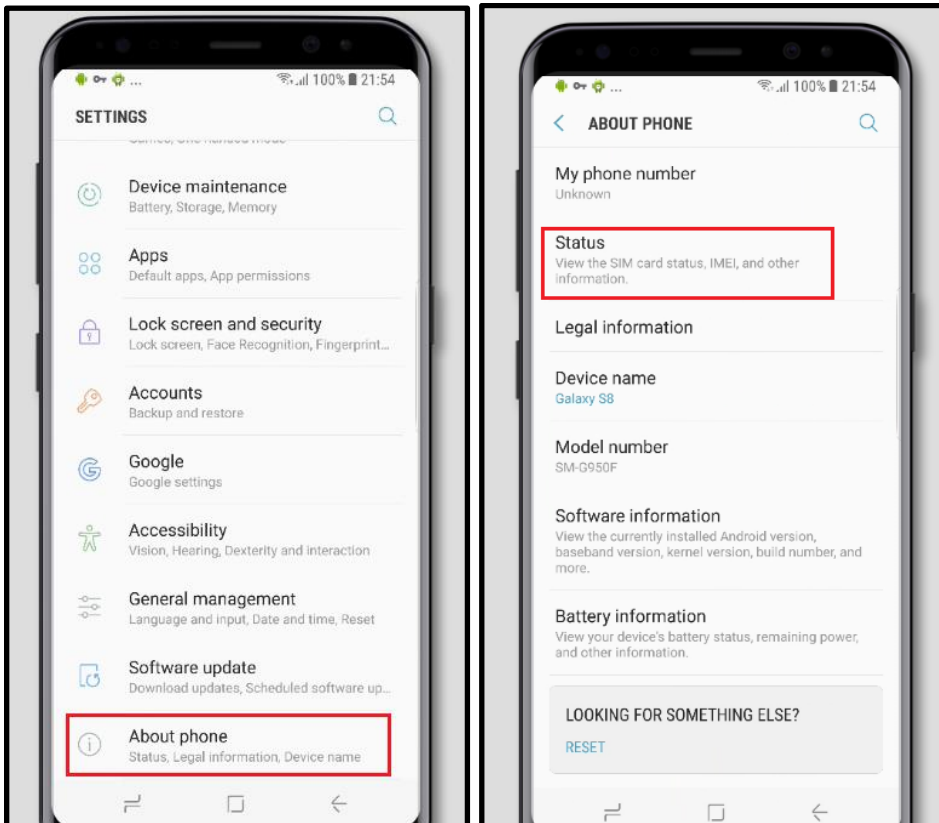 ... 100% 21:54
SETTINGS
Device maintenance
Battery, Storage, Memory
Apps
Default apps, App permissions
Lock screen and security
Lock screen, Face Recognition, Fingerprint...
Accounts
Backup and restore
Google
Google settings
Accessibility
Vision, Hearing, Dexterity and interaction
General management
Language and input, Date and time, Reset
Software update
Download updates, Scheduled software up...
About phone
Status, Legal information, Device name
... 100% 21:54
ABOUT PHONE
My phone number
Unknown
Status
View the SIM card status, IMEI, and other
information.
Legal information
Device name
Galaxy S8
Model number
SM-G950F
Software information
View the currently installed Android version,
baseband version, kernel version, build number, and
more.
Battery information
View your device's battery status, remaining power,
and other information.
LOOKING FOR SOMETHING ELSE?
RESET